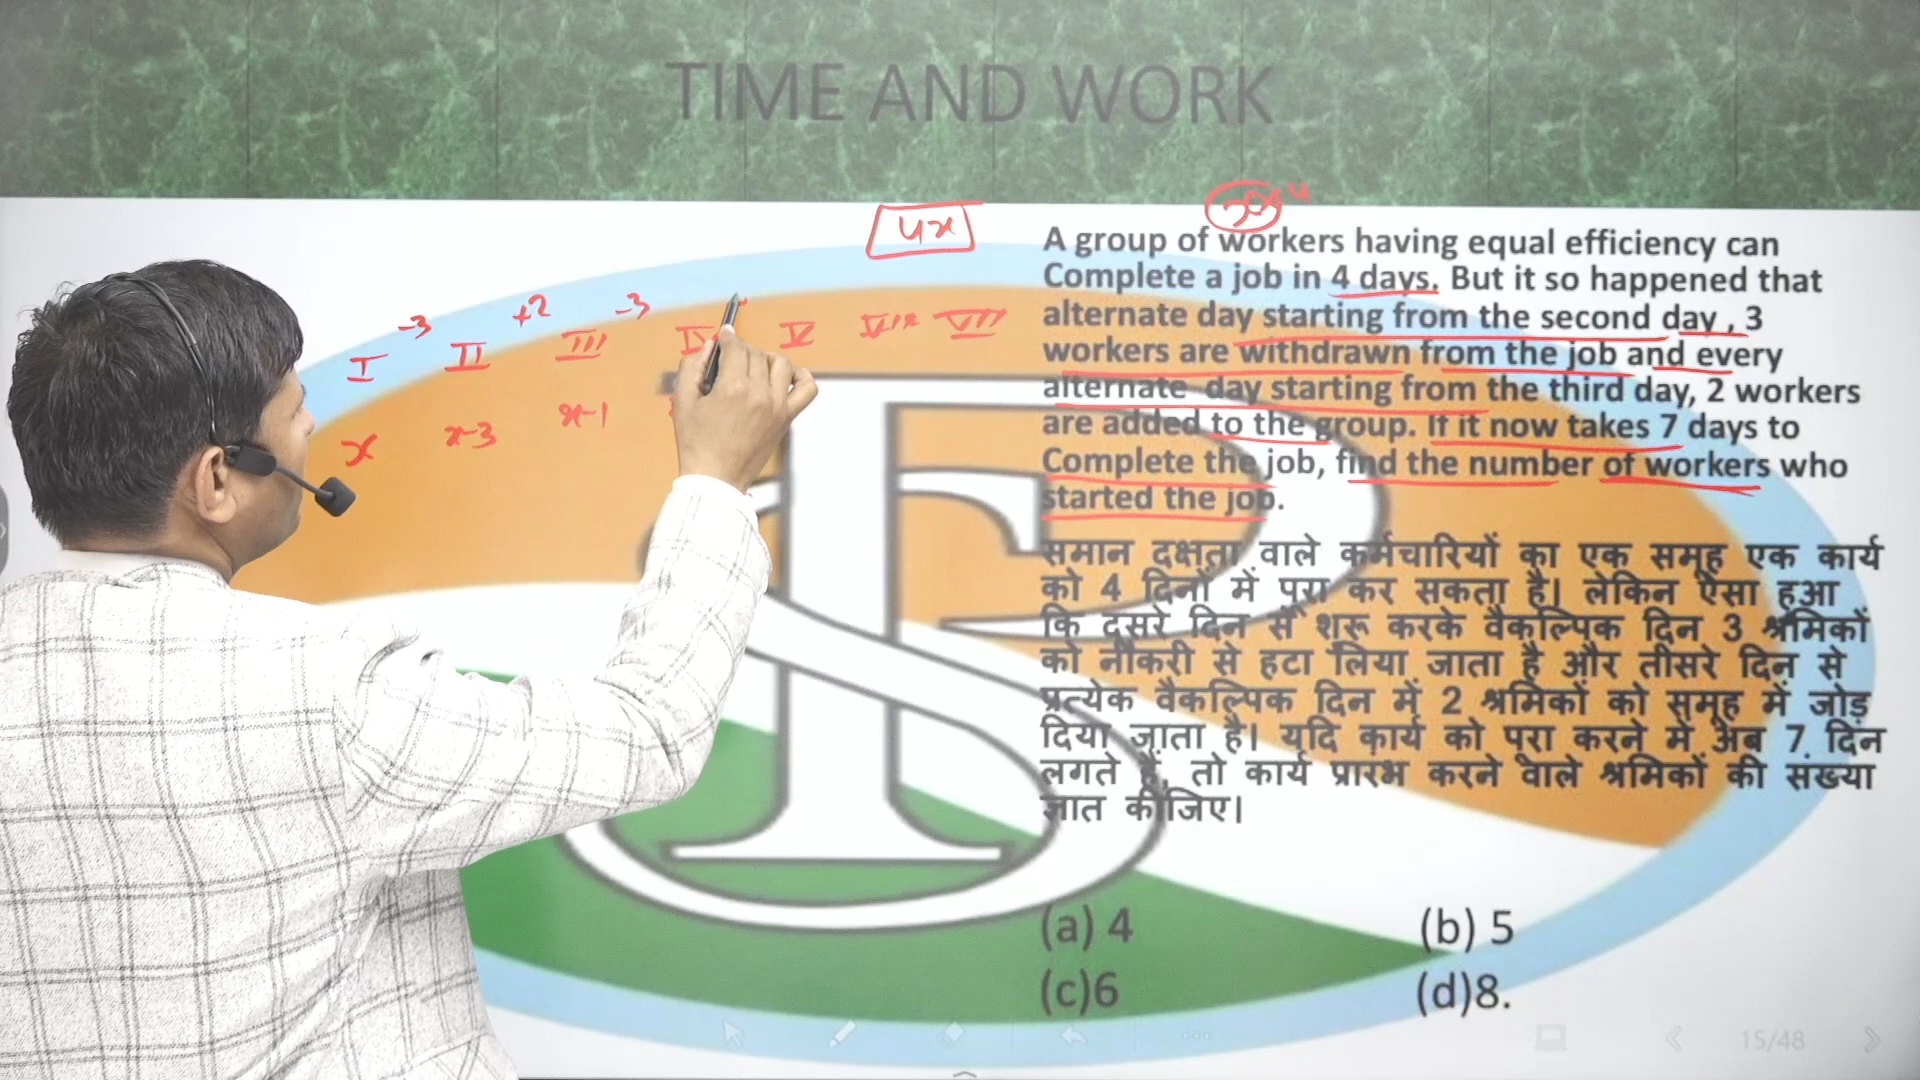 TIME AND WORK
4x
A group of workers having equal efficiency can
Complete a job in 4 days. But it so happened that
alternate day starting from the second day , 3
workers are withdrawn from the job and every
alternate day starting from the third day, 2 workers
are added to the group. If it now takes 7 days to
Complete the job, find the number of workers who
started the job.
-3 +2 -3
I II III IV V VII
x x-3 x-1
समान दक्षता वाले कर्मचारियों का एक समूह एक कार्य
को 4 दिनों में पूरा कर सकता है। लेकिन ऐसा हुआ
कि दूसरे दिन से शुरू करके वैकल्पिक दिन 3 श्रमिकों
को नौकरी से हटा लिया जाता है और तीसरे दिन से
प्रत्येक वैकल्पिक दिन में 2 श्रमिकों को समूह में जोड़
दिया जाता है। यदि कार्य को पूरा करने में अब 7 दिन
लगते हैं, तो कार्य प्रारंभ करने वाले श्रमिकों की संख्या
ज्ञात कीजिए।
(a) 4 (b) 5
(c)6 (d)8.
15/48